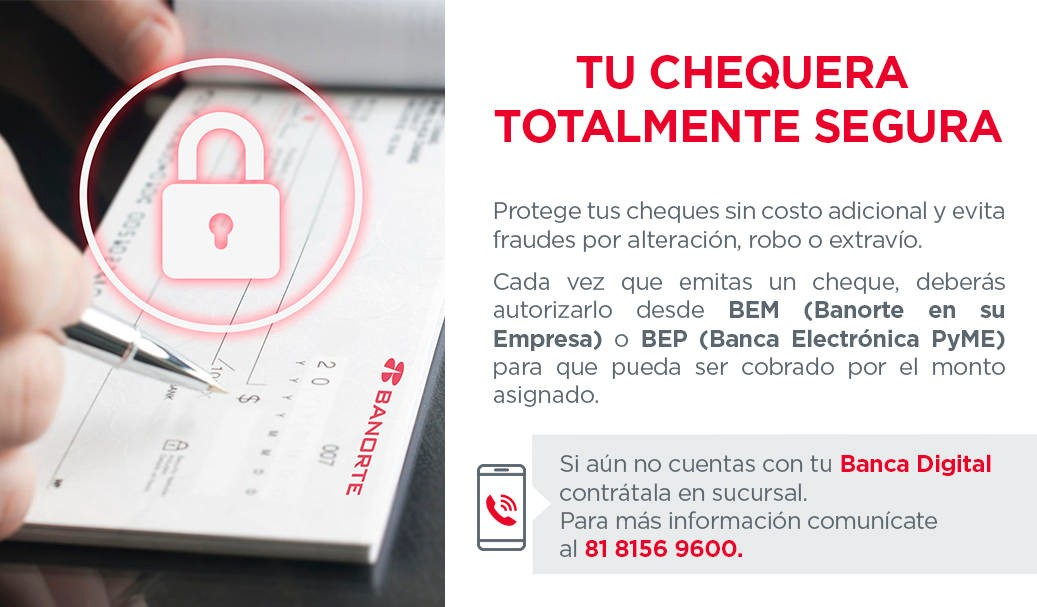 TU CHEQUERA
TOTALMENTE SEGURA
Protege tus cheques sin costo adicional y evita
fraudes por alteración, robo o extravío.
Cada vez que emitas un cheque, deberás
autorizarlo desde BEM (Banorte en su
Empresa) o BEP (Banca Electrónica PyME)
para que pueda ser cobrado por el monto
asignado.
Si aún no cuentas con tu Banca Digital
contrátala en sucursal.
Para más información comunícate
al 81 8156 9600.
BANORTE
007
20
Y Y Y Y M M D D
$